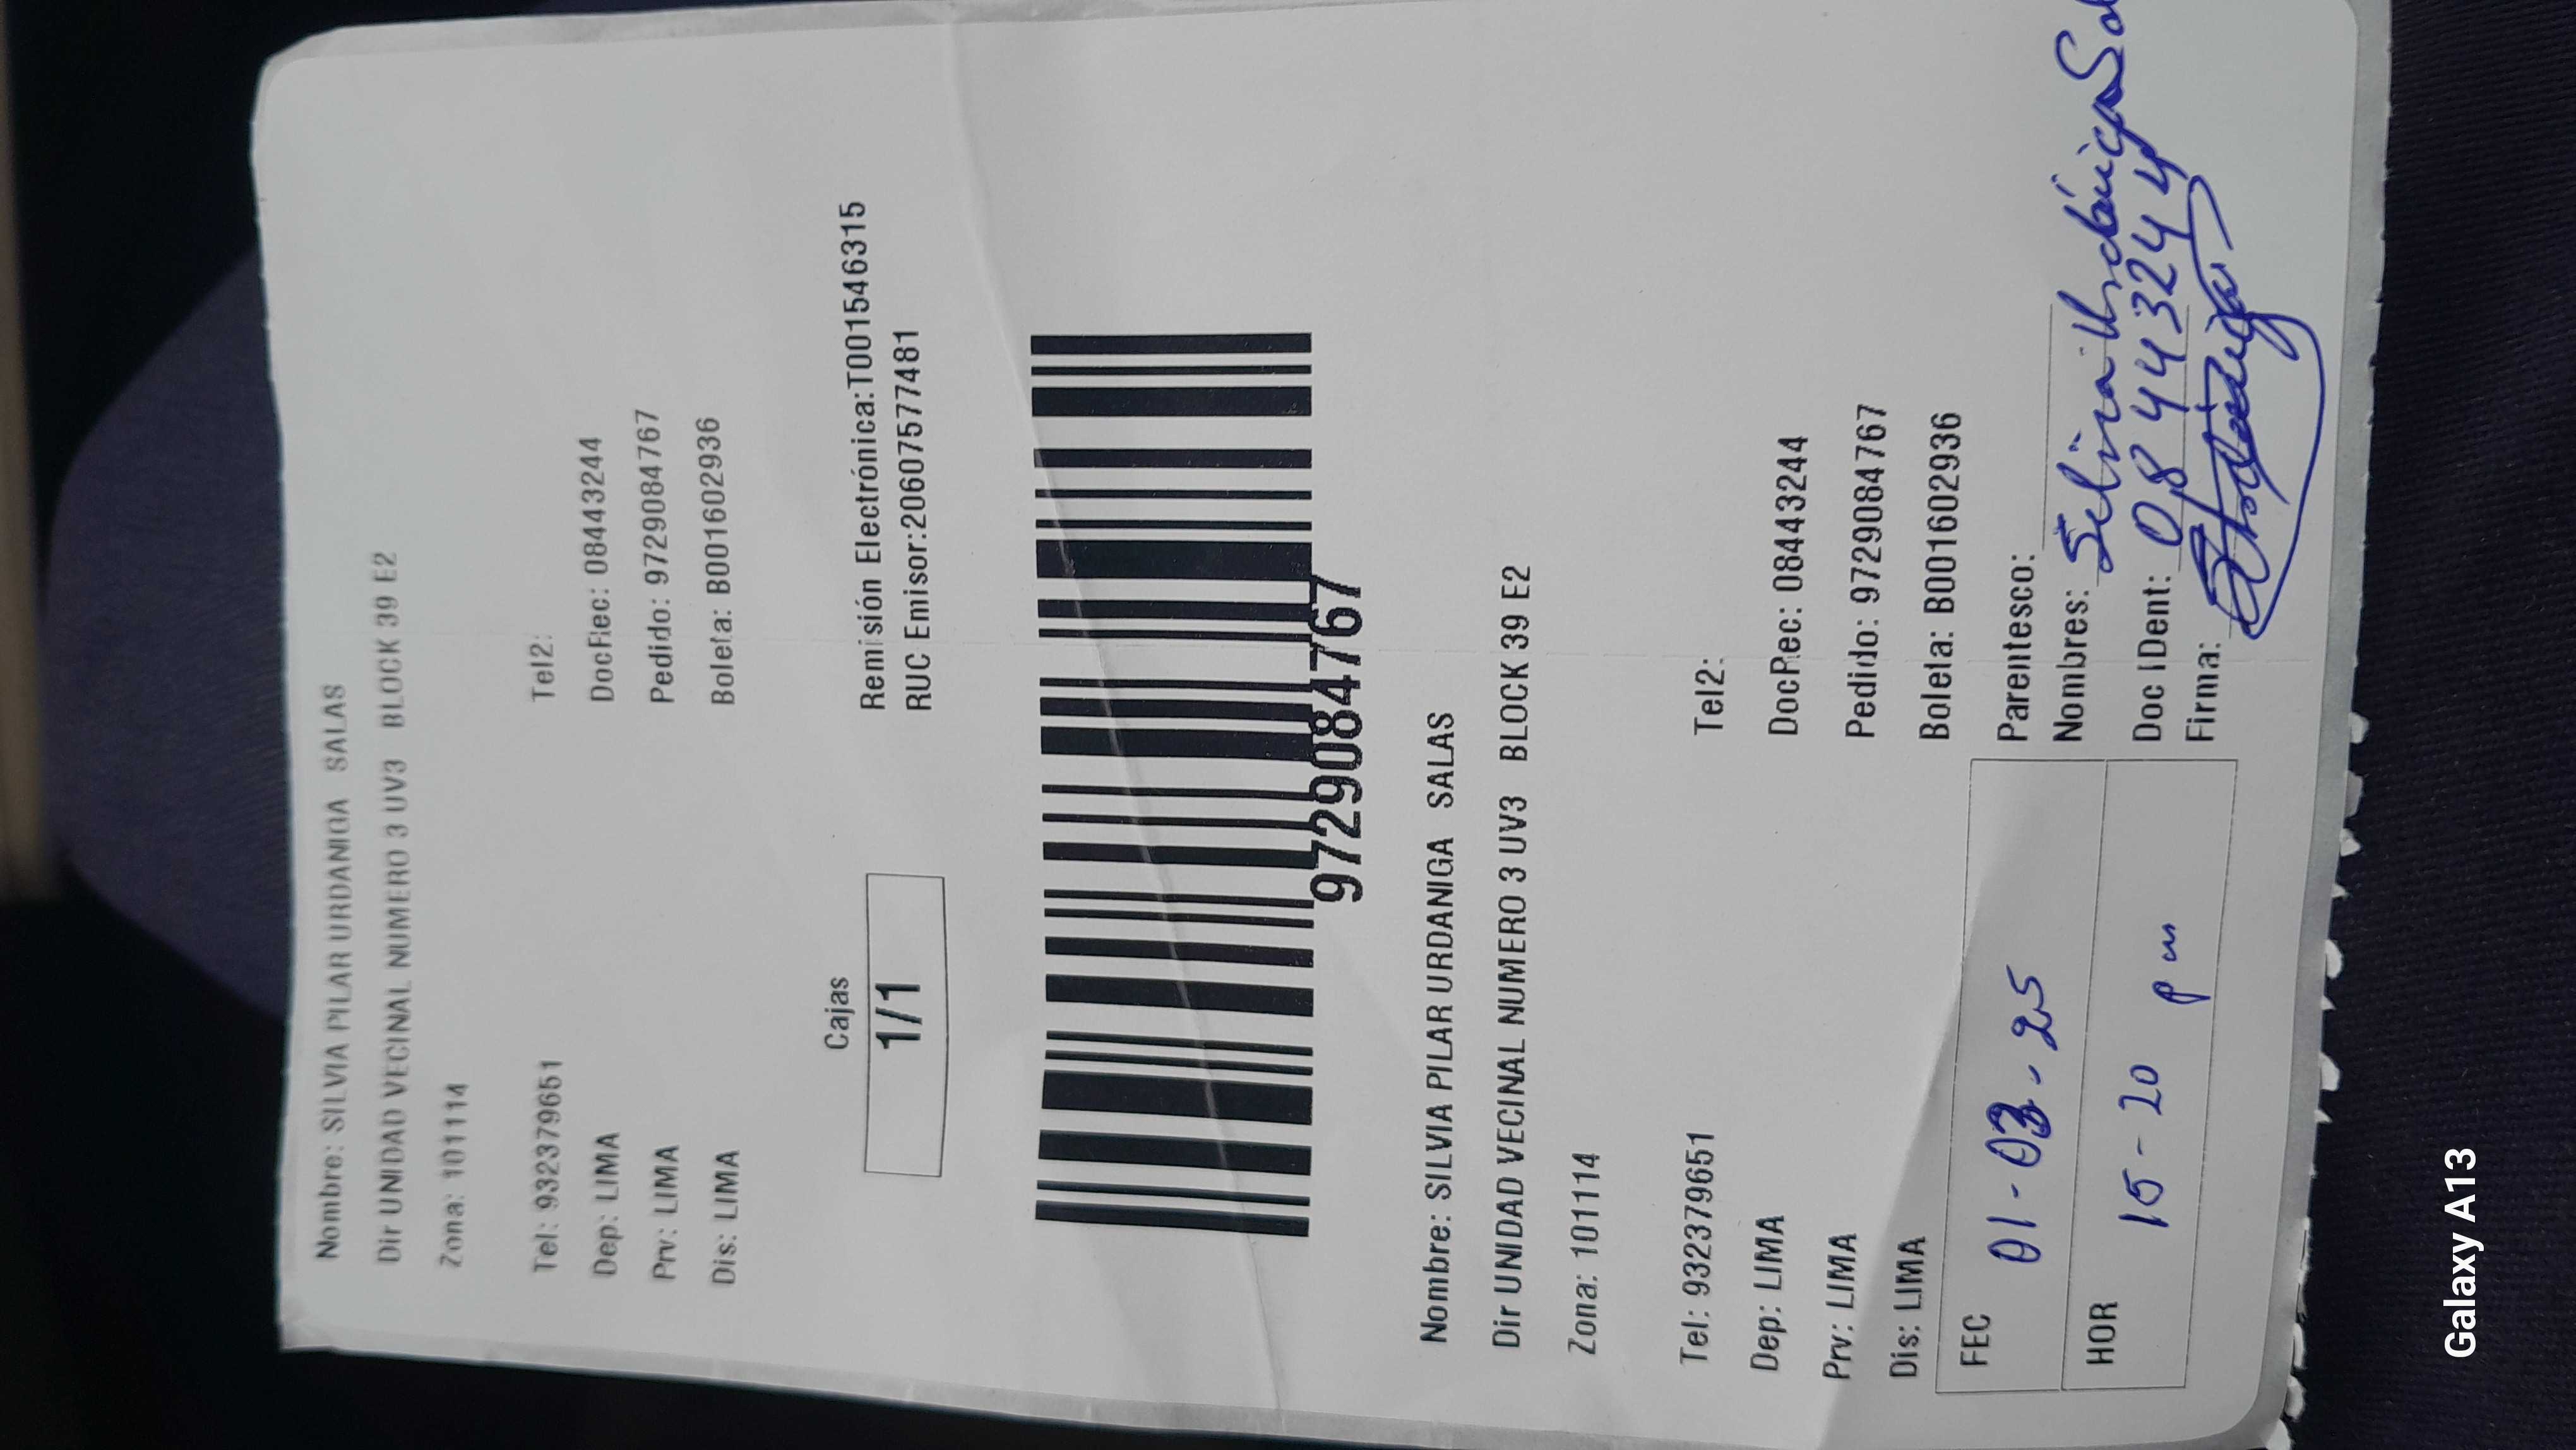 Nombre: SILVIA PILAR URDANIGA SALAS
Dir UNIDAD VECINAL NUMERO 3 UV3 BLOCK 39 E2
Zona: 101114
Tel: 932379651 Tel2:
Dep: LIMA DocRec: 08443244
Prv: LIMA Pedido: 9729084767
Dis: LIMA Boleta: B001602936
Cajas
1/1
Remisión Electrónica:T001546315
RUC Emisor:20607577481
9729084767
Nombre: SILVIA PILAR URDANIGA SALAS
Dir UNIDAD VECINAL NUMERO 3 UV3 BLOCK 39 E2
Zona: 101114
Tel: 932379651 Tel2:
Dep: LIMA DocRec: 08443244
Prv: LIMA Pedido: 9729084767
Dis: LIMA Boleta: B001602936
FEC 01-03-25
HOR 15-20 pm
Parentesco:
Nombres: Silvia Urdániga
Doc IDent: 08443244
Firma:
Galaxy A13